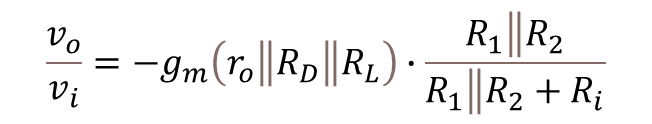 v_o/v_i = −g_m(r_o‖R_D‖R_L) · (R_1‖R_2)/(R_1‖R_2 + R_i)